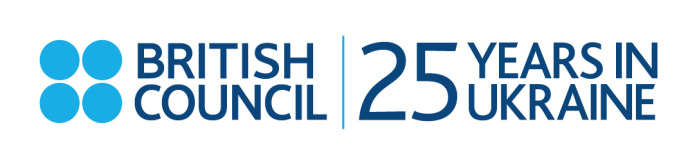 BRITISH
COUNCIL
25
YEARS IN
UKRAINE